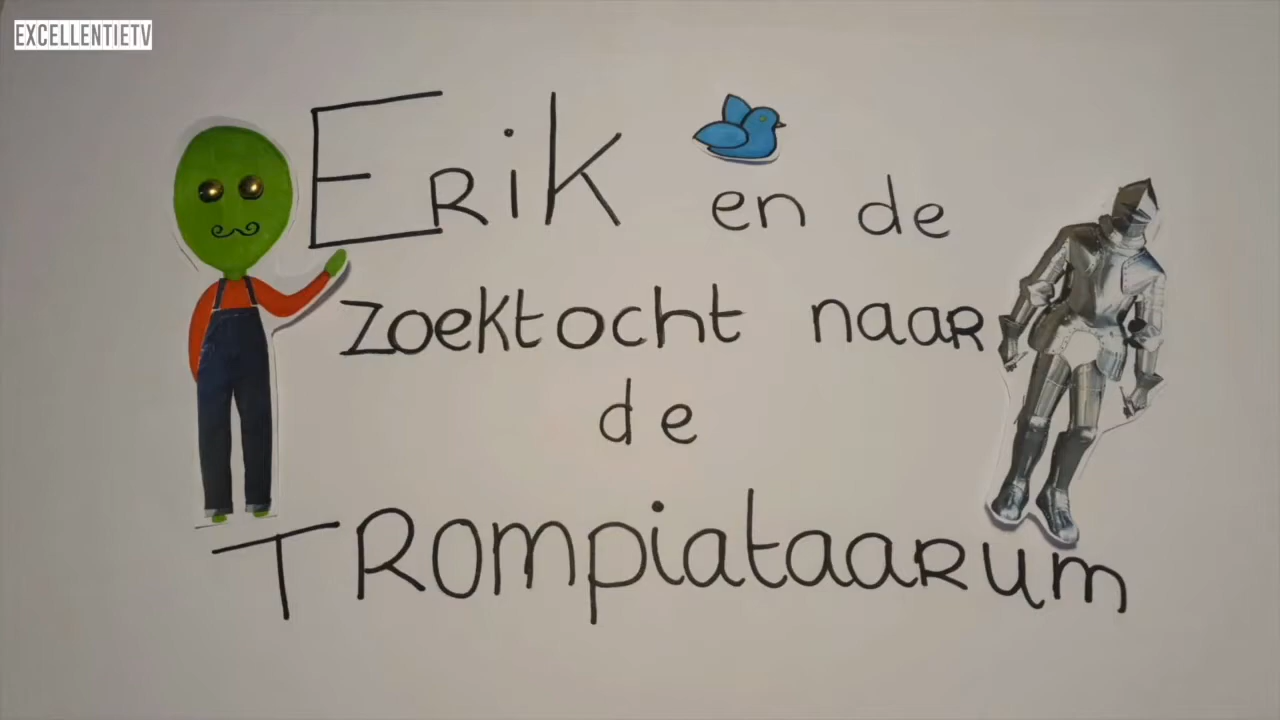 EXCELLENTIETV
ERiK en de
zoektocht naaR
de
TROmpiataaRum